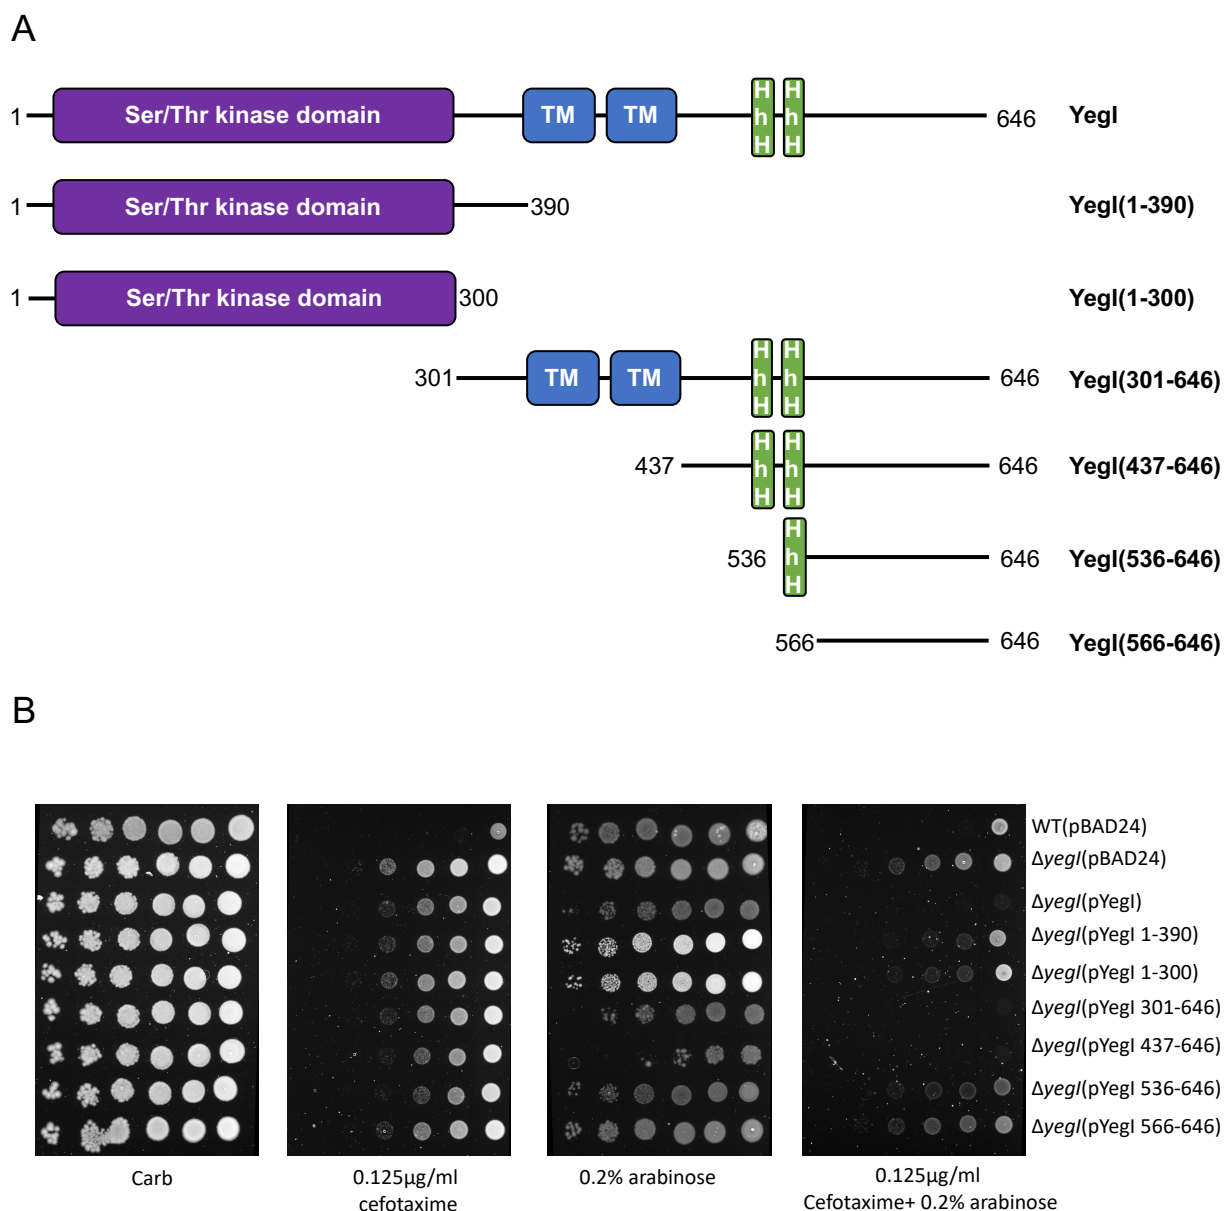 A
1 Ser/Thr kinase domain TM TM H h H H h H 646 YegI
1 Ser/Thr kinase domain 390 YegI(1-390)
1 Ser/Thr kinase domain 300 YegI(1-300)
301 TM TM H h H H h H 646 YegI(301-646)
437 H h H H h H 646 YegI(437-646)
536 H h H 646 YegI(536-646)
566 646 YegI(566-646)
B
WT(pBAD24)
ΔyegI(pBAD24)
ΔyegI(pYegI)
ΔyegI(pYegI 1-390)
ΔyegI(pYegI 1-300)
ΔyegI(pYegI 301-646)
ΔyegI(pYegI 437-646)
ΔyegI(pYegI 536-646)
ΔyegI(pYegI 566-646)
Carb
0.125µg/ml
cefotaxime
0.2% arabinose
0.125µg/ml
Cefotaxime+ 0.2% arabinose